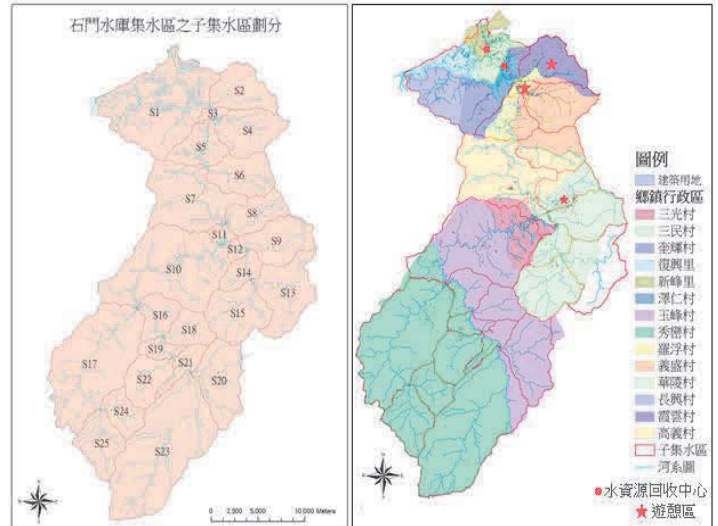 石門水庫集水區之子集水區劃分
S1
S2
S3
S4
S5
S6
S7
S8
S11
S9
S12
S10
S14
S13
S15
S16
S18
S17
S19
S21
S22
S20
S24
S25
S23
0 2,500 5,000 10,000 Meters
圖例
建築用地
鄉鎮行政區
三光村
三民村
奎輝村
復興里
新峰里
澤仁村
玉峰村
秀巒村
羅浮村
義盛村
華陵村
長興村
霞雲村
高義村
子集水區
河系圖
水資源回收中心
遊憩區